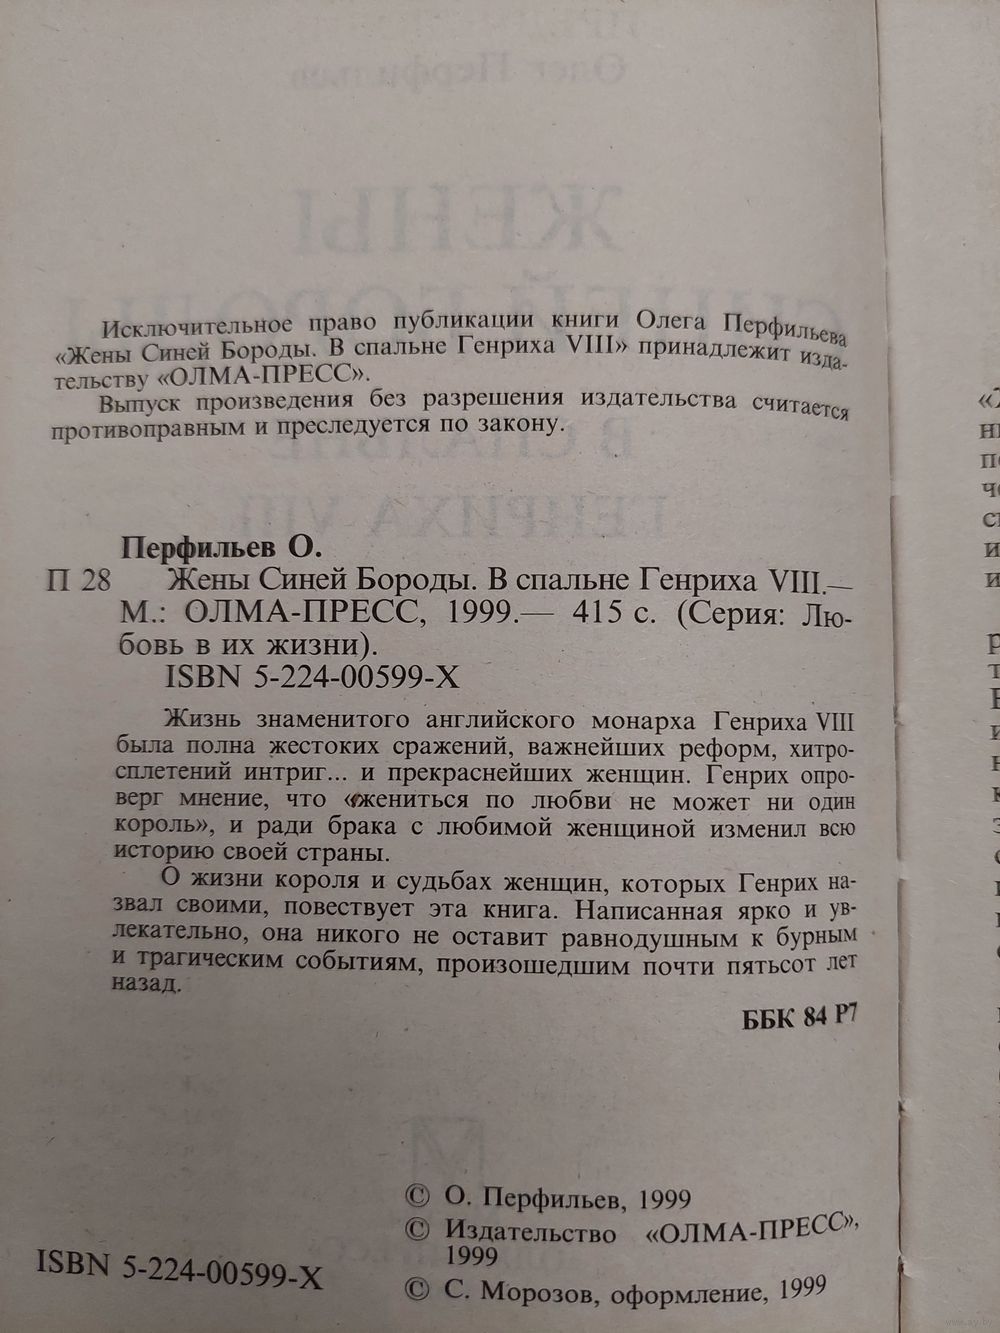 Исключительное право публикации книги Олега Перфильева
«Жены Синей Бороды. В спальне Генриха VIII» принадлежит изда-
тельству «ОЛМА-ПРЕСС».
Выпуск произведения без разрешения издательства считается
противоправным и преследуется по закону.
Перфильев О.
П 28 Жены Синей Бороды. В спальне Генриха VIII.—
М.: ОЛМА-ПРЕСС, 1999.— 415 с. (Серия: Лю-
бовь в их жизни).
ISBN 5-224-00599-X
Жизнь знаменитого английского монарха Генриха VIII
была полна жестоких сражений, важнейших реформ, хитро-
сплетений интриг... и прекраснейших женщин. Генрих опро-
верг мнение, что «жениться по любви не может ни один
король», и ради брака с любимой женщиной изменил всю
историю своей страны.
О жизни короля и судьбах женщин, которых Генрих на-
звал своими, повествует эта книга. Написанная ярко и ув-
лекательно, она никого не оставит равнодушным к бурным
и трагическим событиям, произошедшим почти пятьсот лет
назад.
ББК 84 Р7
© О. Перфильев, 1999
© Издательство «ОЛМА-ПРЕСС»,
1999
© С. Морозов, оформление, 1999
ISBN 5-224-00599-X